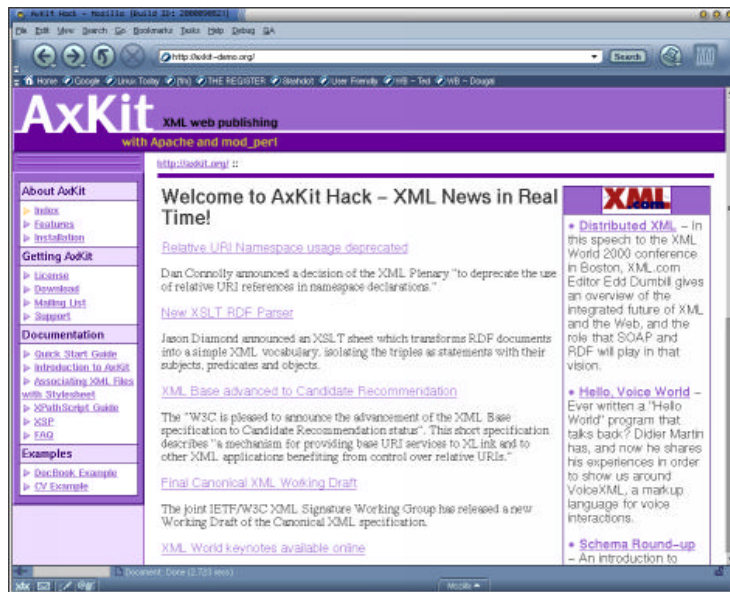 AxKit Hack - Mozilla {Build ID: 2000090821}
File Edit View Search Go Bookmarks Tasks Help Debug QA
http://axkit-demo.org/
Search
Home Google Linux Today THE REGISTER Slashdot User Friendly WB - Ted WB - Dougal
AxKit XML web publishing
with Apache and mod_perl
http://axkit.org/ ::
About AxKit
Index
Features
Installation
Getting AxKit
License
Download
Mailing List
Support
Documentation
Quick Start Guide
Introduction to AxKit
Associating XML Files
with Stylesheet
XPathScript Guide
XSP
FAQ
Examples
DocBook Example
CV Example
Welcome to AxKit Hack – XML News in Real
Time!
Relative URI Namespace usage deprecated
Dan Connolly announced a decision of the XML Plenary "to deprecate the use
of relative URI references in namespace declarations."
New XSLT RDF Parser
Jason Diamond announced an XSLT sheet which transforms RDF documents
into a simple XML vocabulary, isolating the triples as statements with their
subjects, predicates and objects.
XML Base advanced to Candidate Recommendation
The "W3C is pleased to announce the advancement of the XML Base
specification to Candidate Recommendation status". This short specification
describes "a mechanism for providing base URI services to XLink and to
other XML applications benefiting from control over relative URIs."
Final Canonical XML Working Draft
The joint IETF/W3C XML Signature Working Group has released a new
Working Draft of the Canonical XML specification.
XML World keynotes available online
XML.com
• Distributed XML – In
this speech to the XML
World 2000 conference
in Boston, XML.com
Editor Edd Dumbill gives
an overview of the
integrated future of XML
and the Web, and the
role that SOAP and
RDF will play in that
vision.
• Hello, Voice World –
Ever written a "Hello
World" program that
talks back? Didier Martin
has, and now he shares
his experiences in order
to show us around
VoiceXML, a markup
language for voice
interactions.
• Schema Round-up
– An introduction to
Document: Done (2.723 secs)
Mozilla